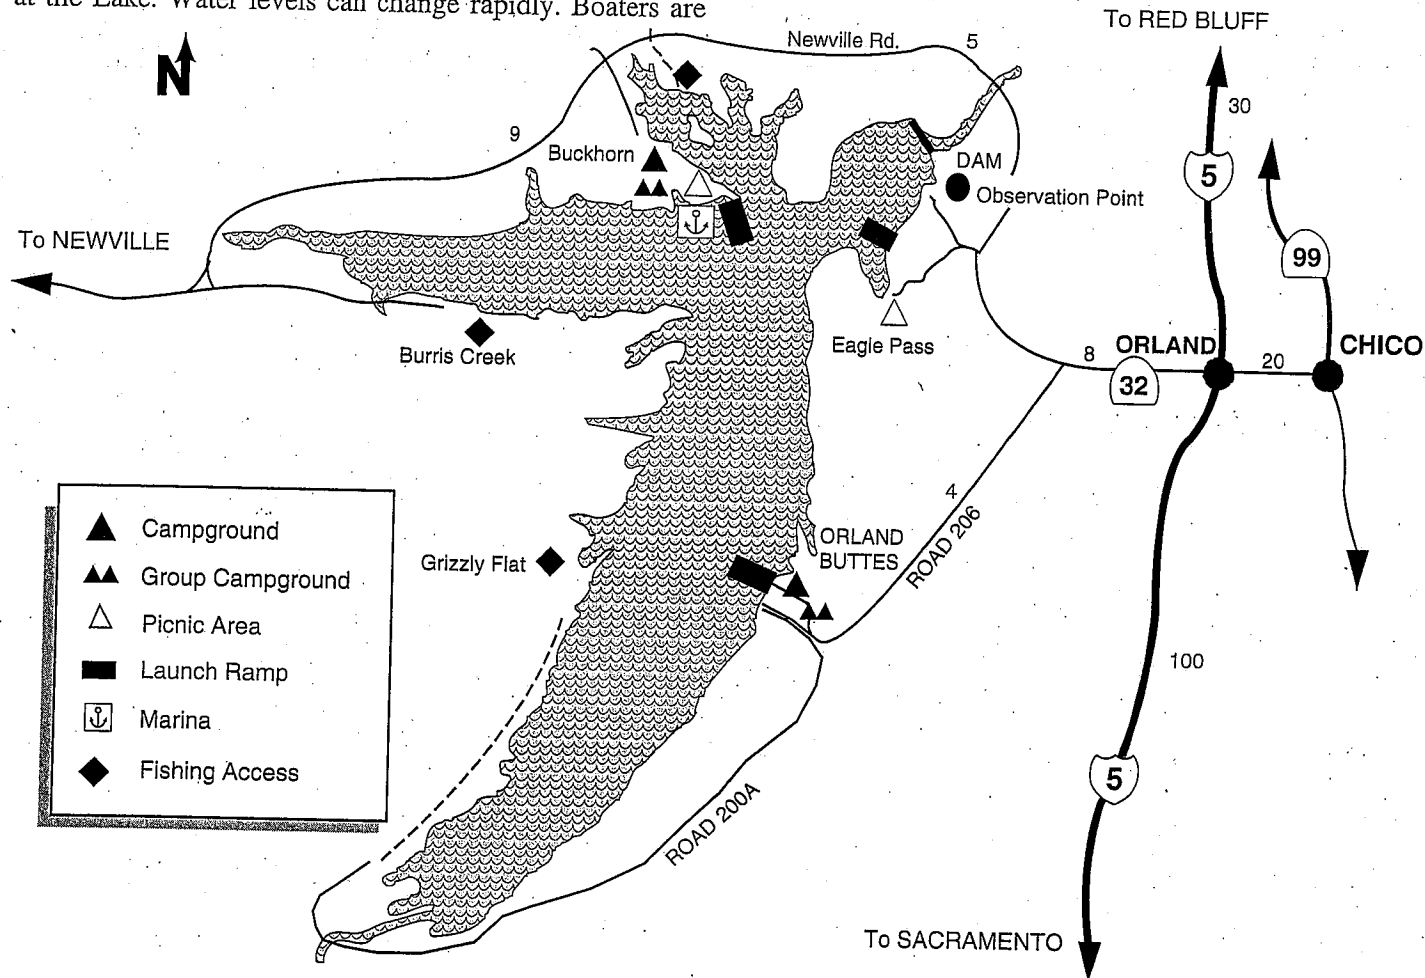 at the Lake. Water levels can change rapidly. Boaters are
To RED BLUFF
N
Newville Rd.
5
30
9
Buckhorn
DAM
5
Observation Point
To NEWVILLE
99
Burris Creek
Eagle Pass
8
ORLAND
20
CHICO
32
4
ROAD 206
ORLAND
BUTTES
Grizzly Flat
Campground
Group Campground
Picnic Area
Launch Ramp
Marina
Fishing Access
100
5
ROAD 200A
To SACRAMENTO